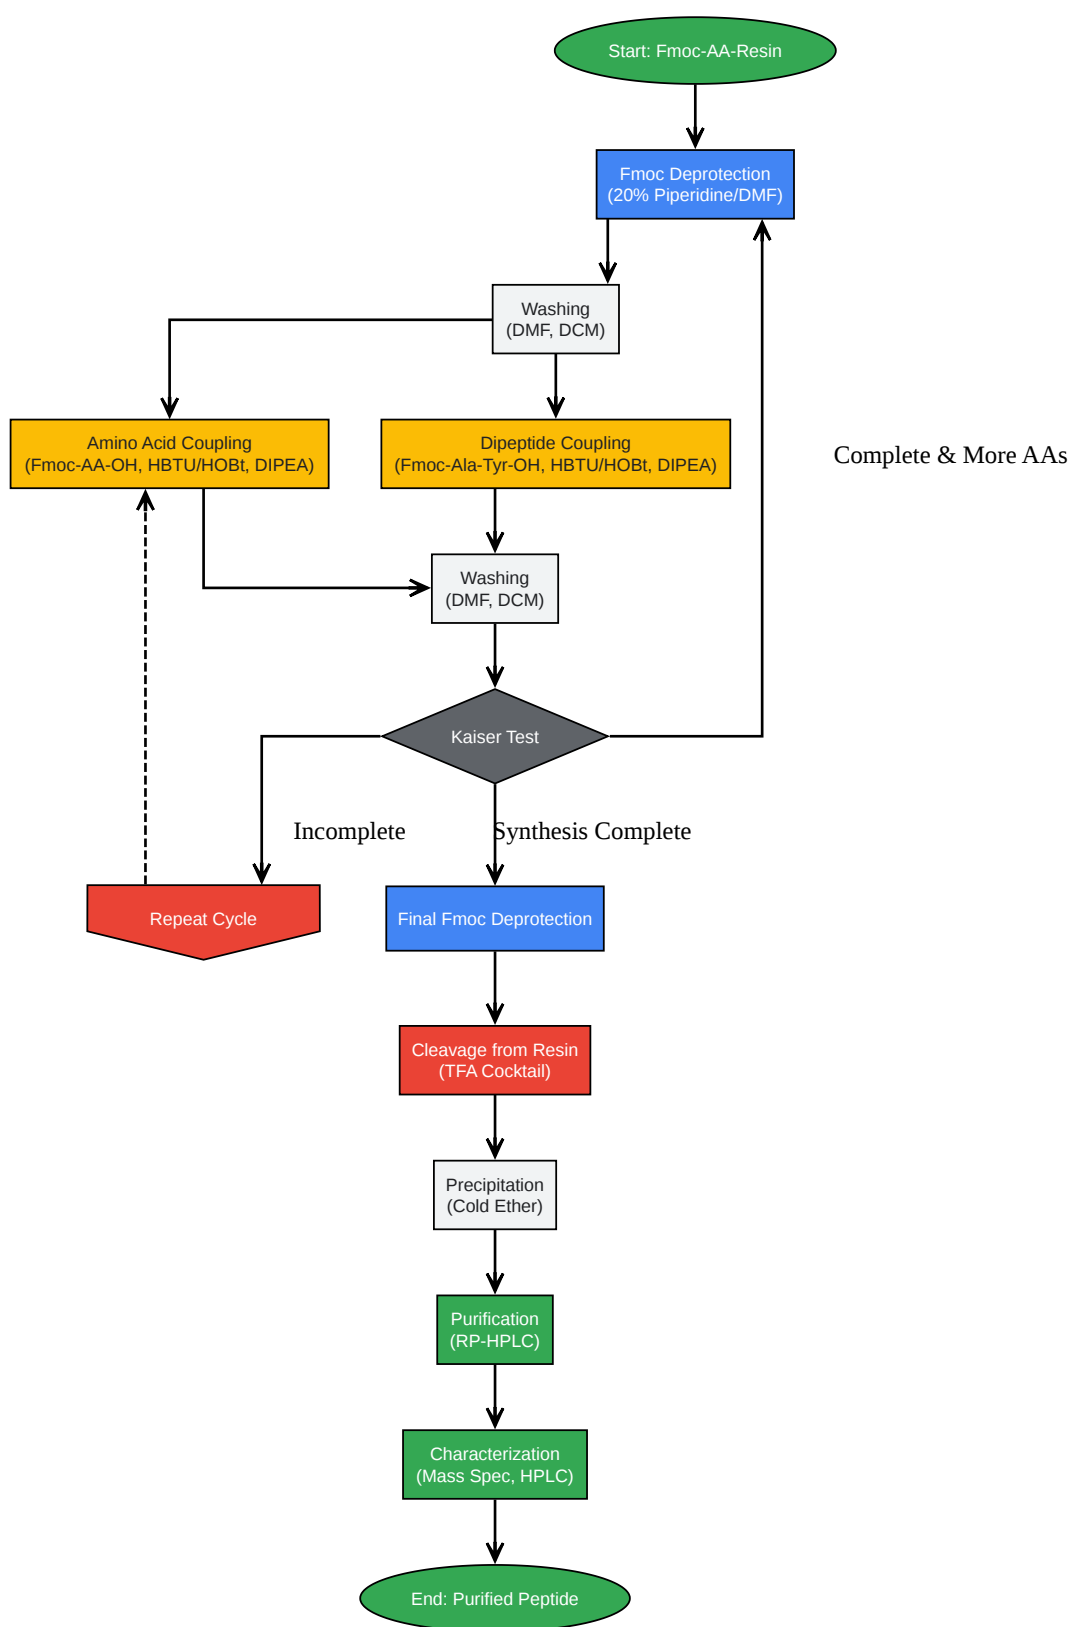 Start: Fmoc-AA-Resin
Fmoc Deprotection
(20% Piperidine/DMF)
Washing
(DMF, DCM)
Amino Acid Coupling
(Fmoc-AA-OH, HBTU/HOBt, DIPEA)
Dipeptide Coupling
(Fmoc-Ala-Tyr-OH, HBTU/HOBt, DIPEA)
Complete & More AAs
Washing
(DMF, DCM)
Kaiser Test
Incomplete
Synthesis Complete
Repeat Cycle
Final Fmoc Deprotection
Cleavage from Resin
(TFA Cocktail)
Precipitation
(Cold Ether)
Purification
(RP-HPLC)
Characterization
(Mass Spec, HPLC)
End: Purified Peptide